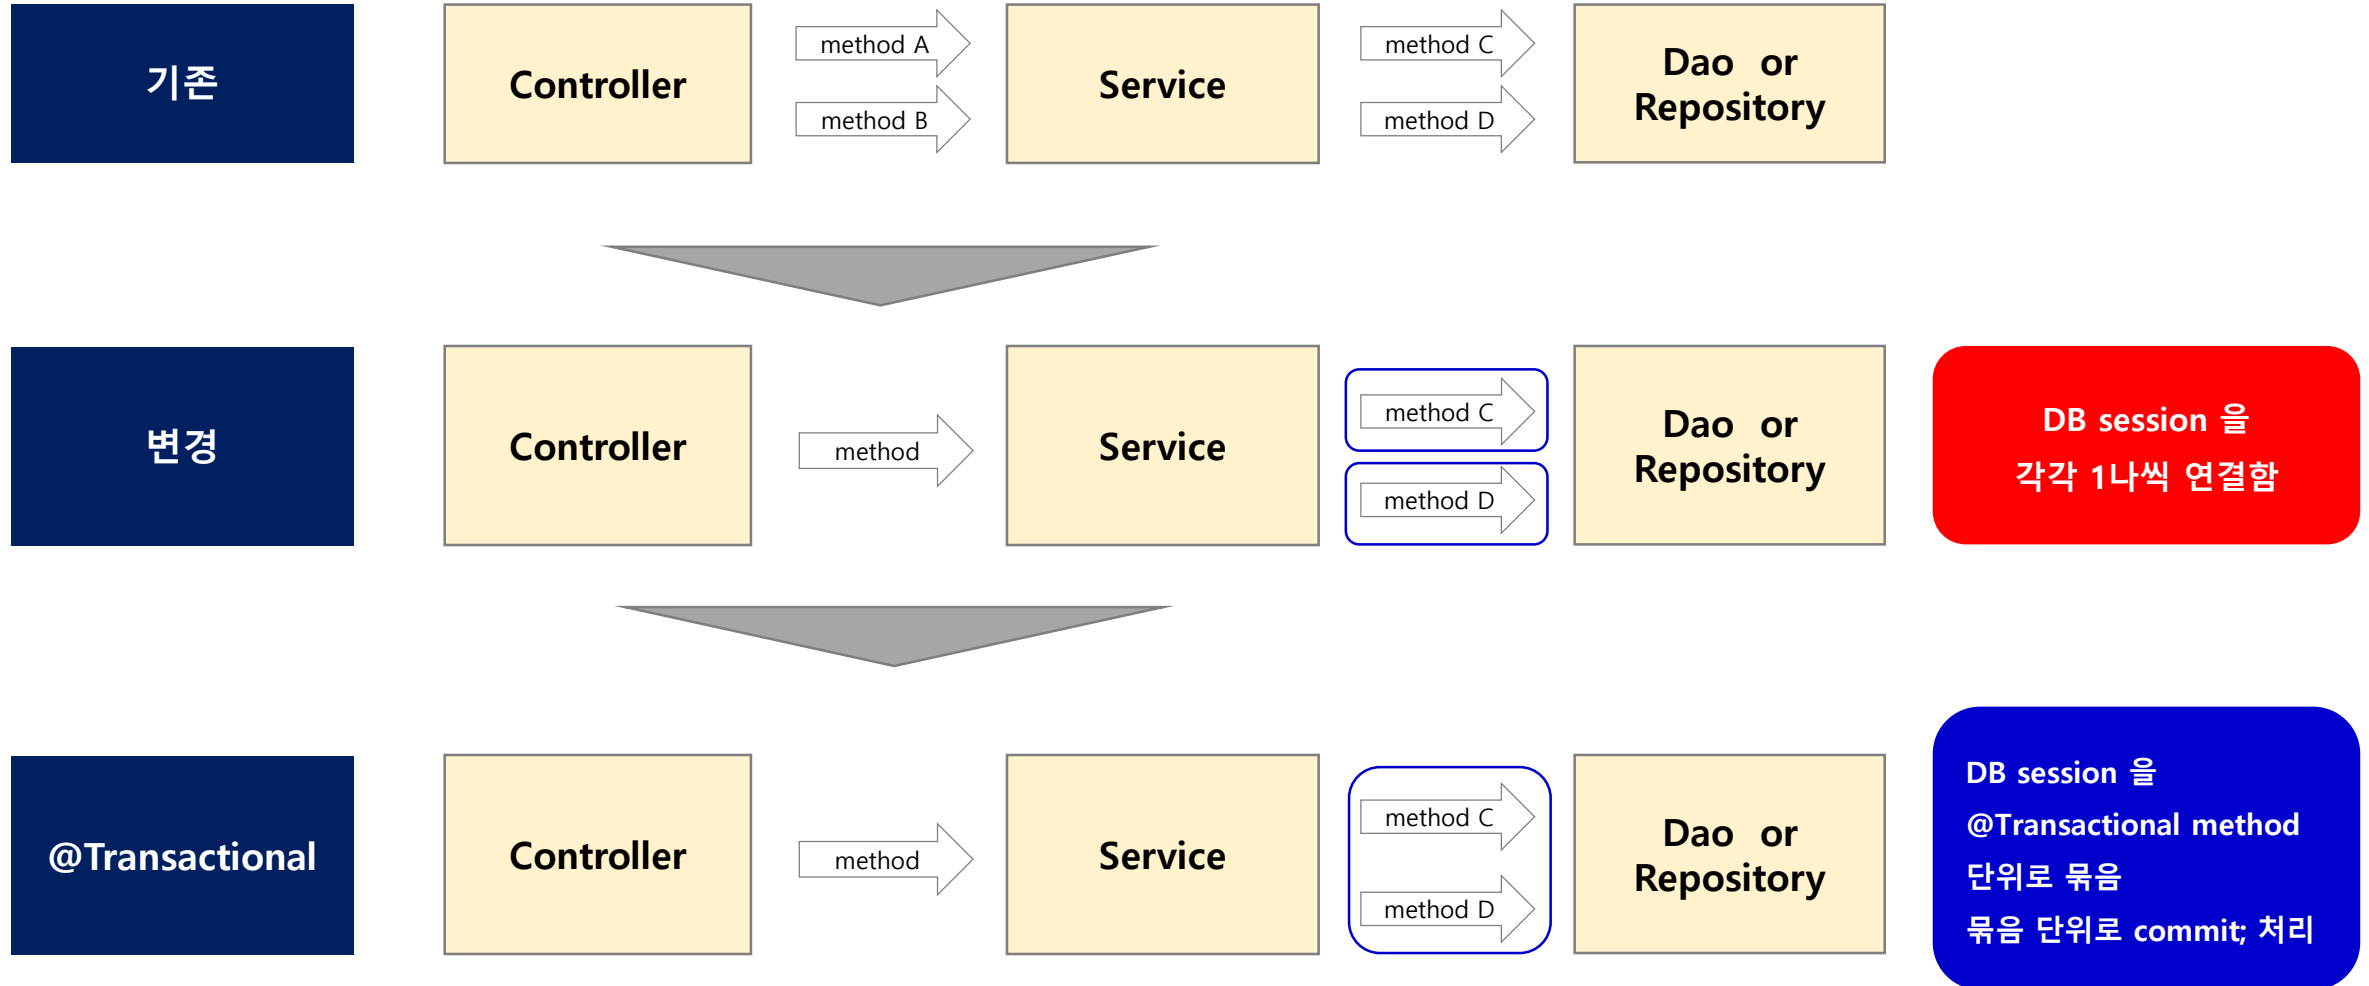 기존
Controller
method A
method B
Service
method C
method D
Dao or
Repository
변경
Controller
method
Service
method C
method D
Dao or
Repository
DB session 을
각각 1나씩 연결함
@Transactional
Controller
method
Service
method C
method D
Dao or
Repository
DB session 을
@Transactional method
단위로 묶음
묶음 단위로 commit; 처리